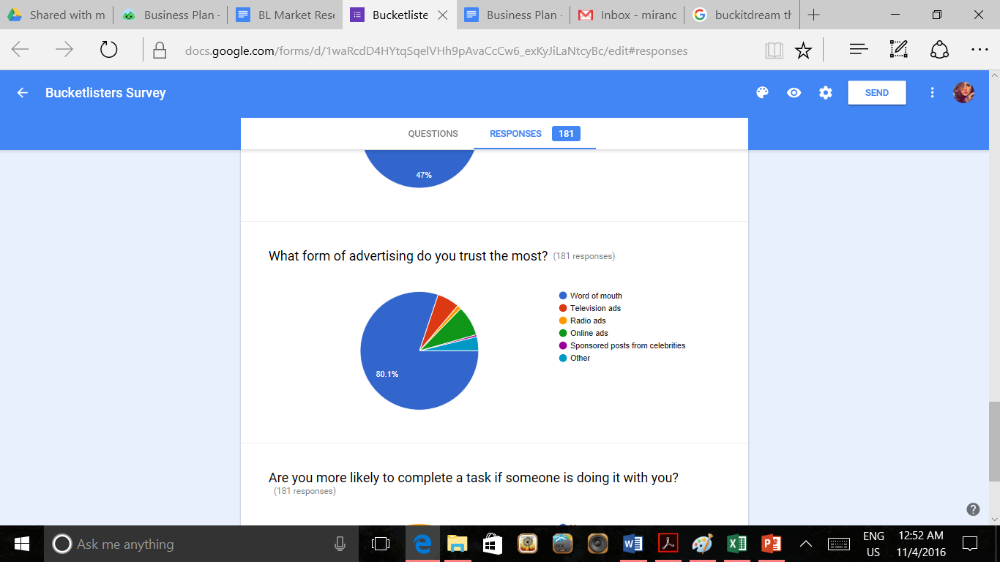 Shared with m
Business Plan -
BL Market Rese
Bucketliste
Business Plan -
Inbox - miranc
buckitdream th
docs.google.com/forms/d/1waRcdD4HYtqSqelVHh9pAvaCcCw6_exKyJiLaNtcyBc/edit#responses
Bucketlisters Survey
SEND
QUESTIONS
RESPONSES
181
47%
What form of advertising do you trust the most? (181 responses)
Word of mouth
Television ads
Radio ads
Online ads
Sponsored posts from celebrities
Other
80.1%
Are you more likely to complete a task if someone is doing it with you?
(181 responses)
Ask me anything
ENG
US
12:52 AM
11/4/2016